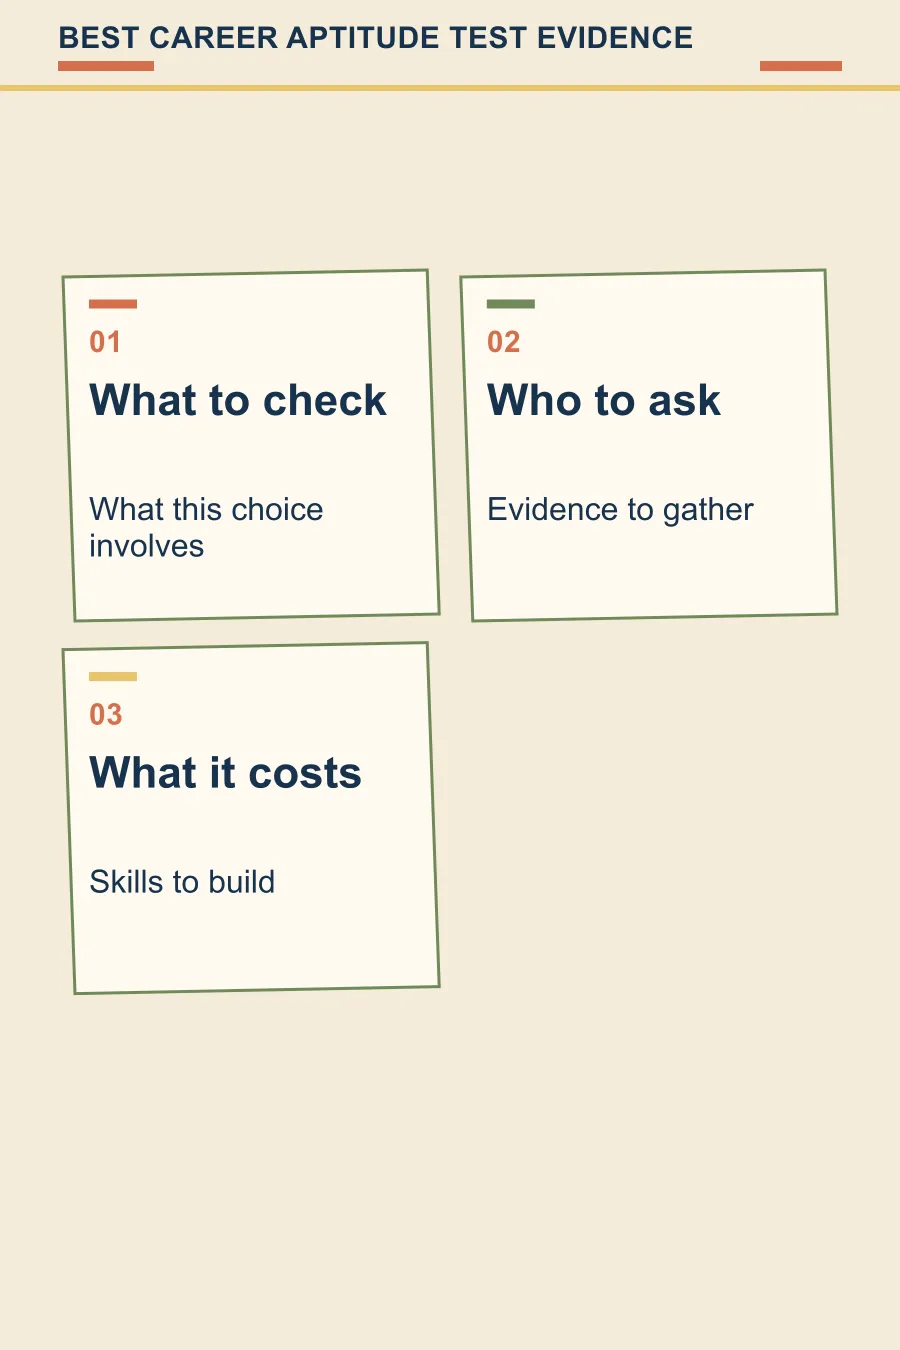 BEST CAREER APTITUDE TEST EVIDENCE
01
What to check
What this choice
involves
02
Who to ask
Evidence to gather
03
What it costs
Skills to build